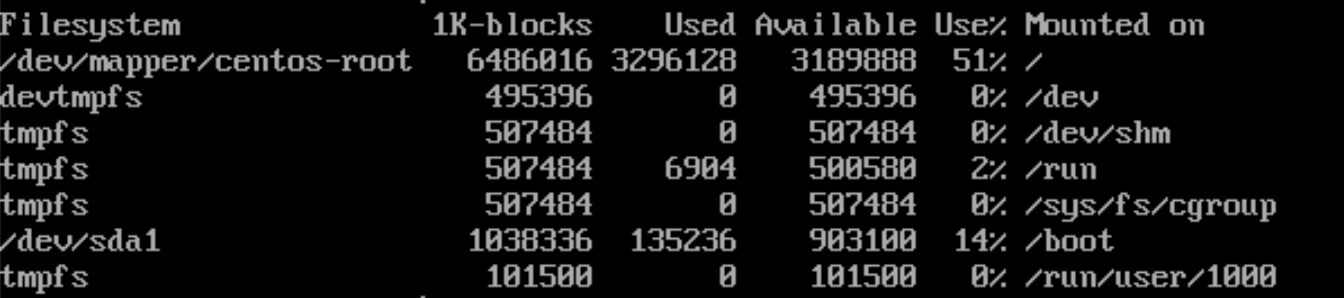 Filesystem 1K-blocks Used Available Use% Mounted on
/dev/mapper/centos-root 6486016 3296128 3189888 51% /
devtmpfs 495396 0 495396 0% /dev
tmpfs 507484 0 507484 0% /dev/shm
tmpfs 507484 6904 500580 2% /run
tmpfs 507484 0 507484 0% /sys/fs/cgroup
/dev/sda1 1038336 135236 903100 14% /boot
tmpfs 101500 0 101500 0% /run/user/1000